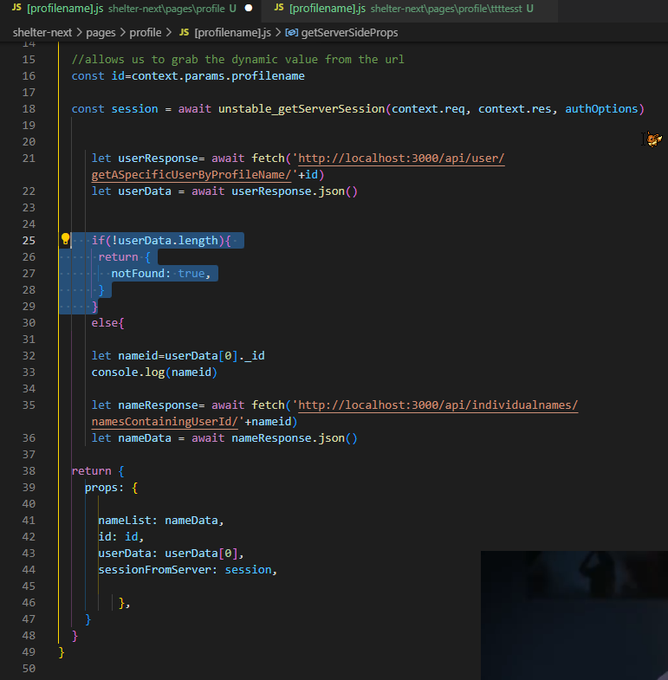 JS [profilename].js shelter-next\pages\profile U ● JS [profilename].js shelter-next\pages\profile\ttttesst U
shelter-next > pages > profile > JS [profilename].js > getServerSideProps
14
15 //allows us to grab the dynamic value from the url
16 const id=context.params.profilename
17
18 const session = await unstable_getServerSession(context.req, context.res, authOptions)
19
20
21 let userResponse= await fetch('http://localhost:3000/api/user/
getASpecificUserByProfileName/'+id)
22 let userData = await userResponse.json()
23
24
25 if(!userData.length){
26 return {
27 notFound: true,
28 }
29 }
30 else{
31
32 let nameid=userData[0]._id
33 console.log(nameid)
34
35 let nameResponse= await fetch('http://localhost:3000/api/individualnames/
namesContainingUserId/'+nameid)
36 let nameData = await nameResponse.json()
37
38 return {
39 props: {
40
41 nameList: nameData,
42 id: id,
43 userData: userData[0],
44 sessionFromServer: session,
45
46 },
47 }
48 }
49 }
50